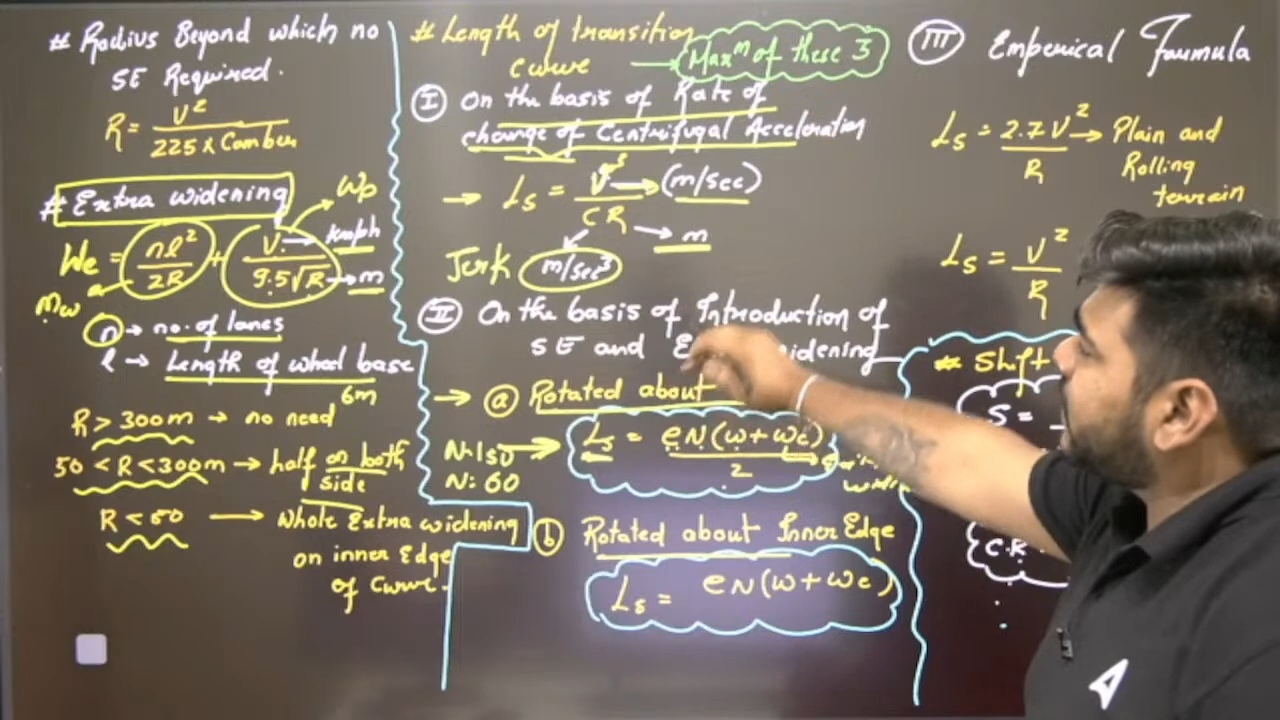 # Radius Beyond which no
SE Required.
R = V² / 225 x Camber
# Extra widening
Wp
We = nl² / 2R + V / 9.5√R
kmph
m
Mw
n → no. of lanes
l → Length of wheel base
6m
R > 300m → no need
50 < R < 300m → half on both
side
R < 50 → whole Extra widening
on inner Edge
of Curve.
# Length of transition
Curve → Maxm of these 3
I On the basis of Rate of
change of Centrifugal Acceleration
→ Ls = V³ / CR (m/sec)
m
Jerk m/sec³
II On the basis of Introduction of
SE and E widening
→ a Rotated about
N:150
N: 60
Ls = eN(w + we) / 2
b Rotated about Inner Edge
Ls = eN(w + we)
III Emperical Foumula
Ls = 2.7V² / R → Plain and
Rolling
terrain
Ls = V² / R
* Shift
S =
C.R